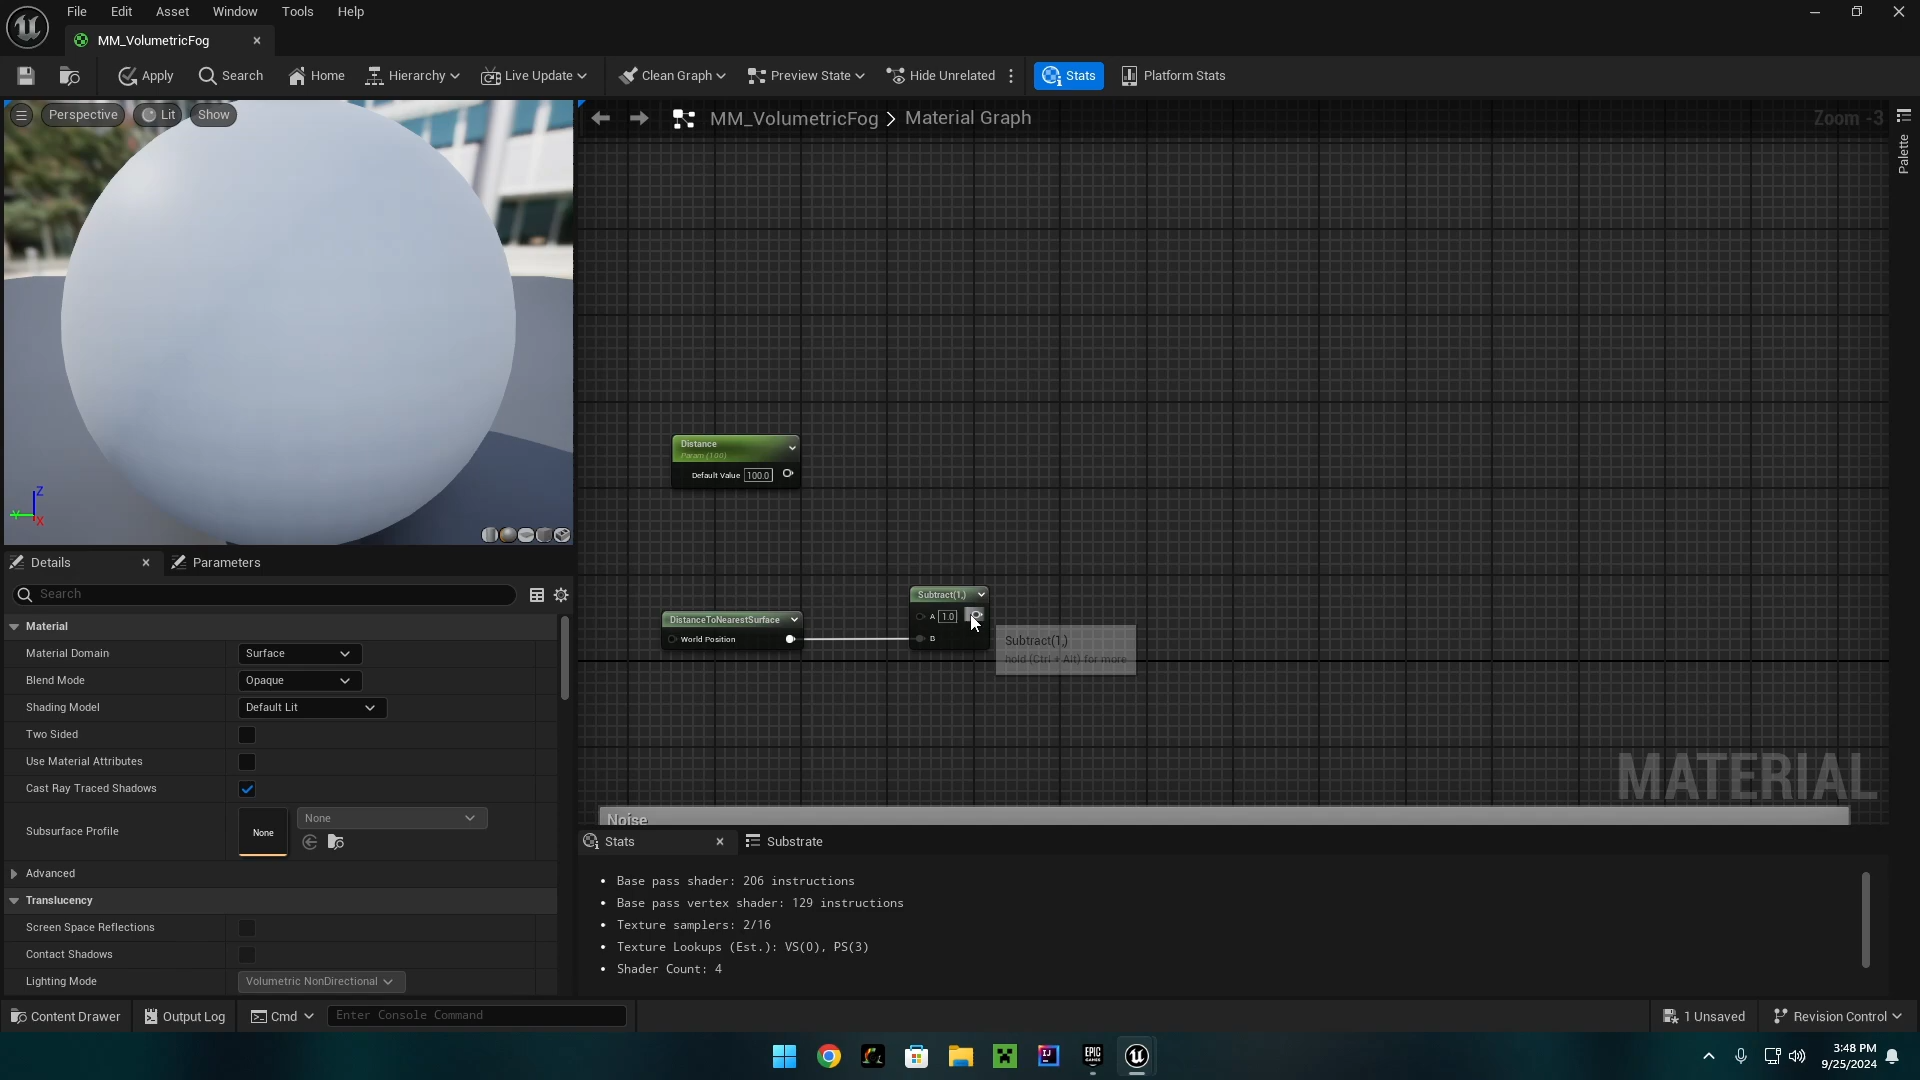 File Edit Asset Window Tools Help
MM_VolumetricFog
Apply Search Home Hierarchy Live Update Clean Graph Preview State Hide Unrelated Stats Platform Stats
Perspective Lit Show
MM_VolumetricFog > Material Graph
Zoom -3
Palette
Distance
Param (100)
Default Value 100.0
Subtract(1,)
A 1.0
B
DistanceToNearestSurface
World Position
Subtract(1,)
hold (Ctrl + Alt) for more
MATERIAL
Noise
Z
Y
X
Details Parameters
Search
Material
Material Domain Surface
Blend Mode Opaque
Shading Model Default Lit
Two Sided
Use Material Attributes
Cast Ray Traced Shadows
Subsurface Profile None None
Advanced
Translucency
Screen Space Reflections
Contact Shadows
Lighting Mode Volumetric NonDirectional
Stats Substrate
• Base pass shader: 206 instructions
• Base pass vertex shader: 129 instructions
• Texture samplers: 2/16
• Texture Lookups (Est.): VS(0), PS(3)
• Shader Count: 4
Content Drawer Output Log Cmd Enter Console Command 1 Unsaved Revision Control
EPIC GAMES
IJ
3:48 PM
9/25/2024